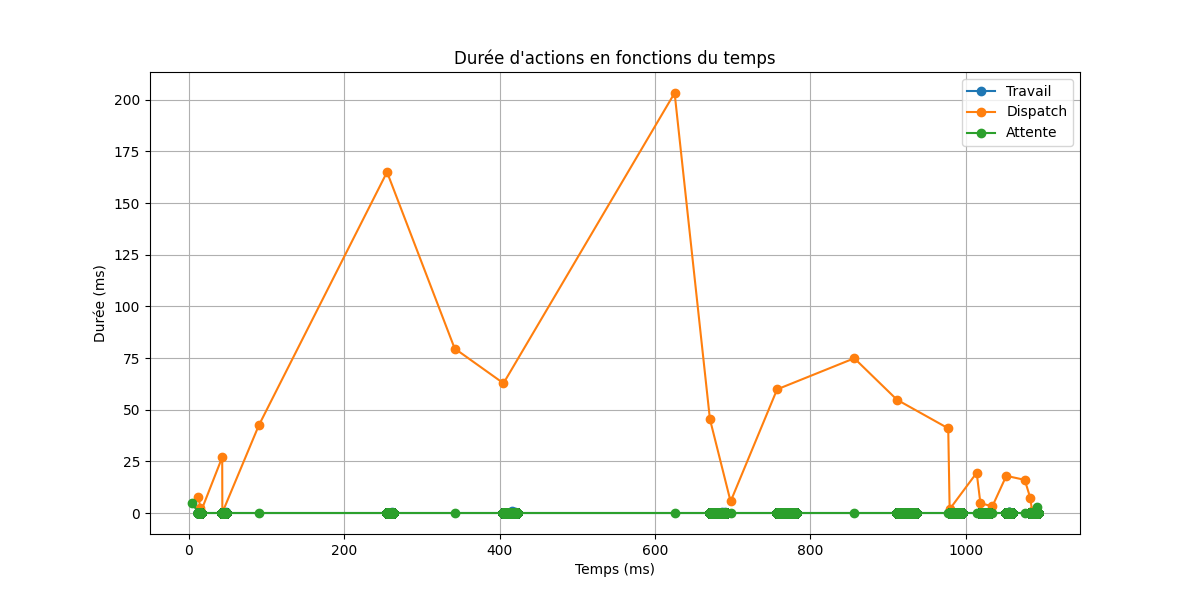 Durée d'actions en fonctions du temps
Travail
Dispatch
Attente
200
175
150
125
100
75
50
25
0
Durée (ms)
0 200 400 600 800 1000
Temps (ms)